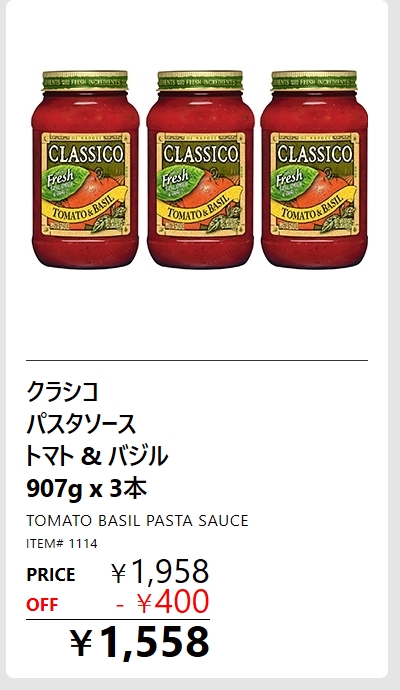 CLASSICO CLASSICO CLASSICO
Fresh Fresh Fresh
TOMATO & BASIL TOMATO & BASIL TOMATO & BASIL
クラシコ
パスタソース
トマト & バジル
907g x 3本
TOMATO BASIL PASTA SAUCE
ITEM# 1114
PRICE ¥1,958
OFF - ¥400
¥1,558